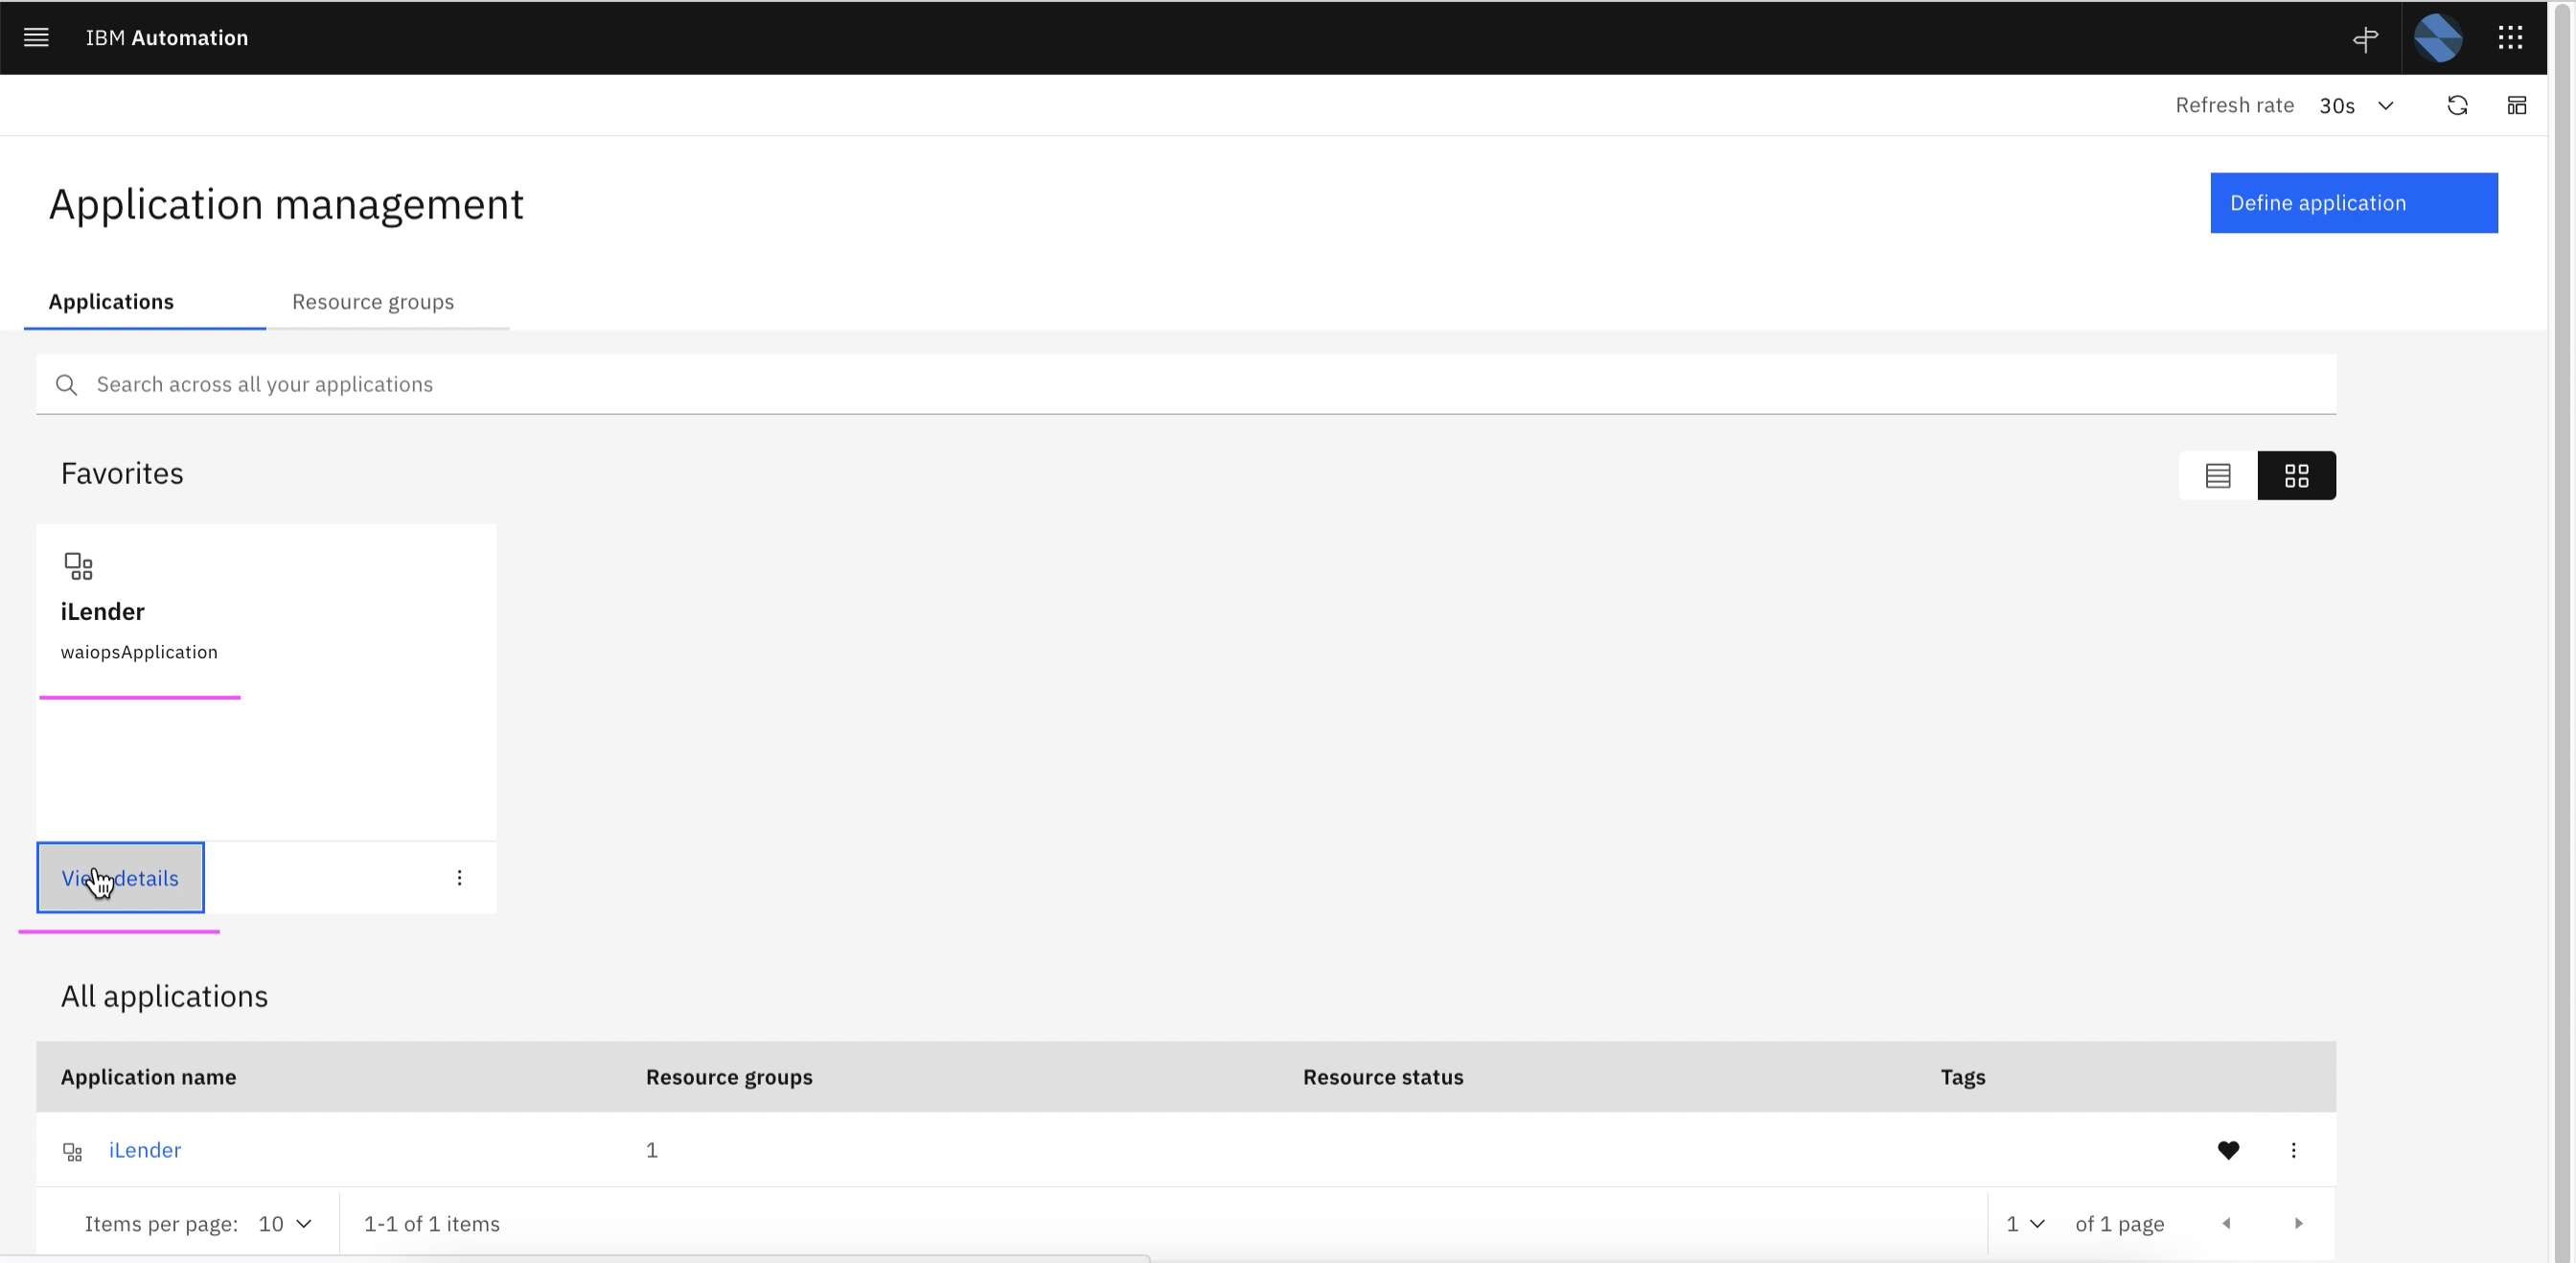 IBM Automation
Refresh rate 30s
Application management
Define application
Applications Resource groups
Search across all your applications
Favorites
iLender
waiopsApplication
View details
All applications
Application name Resource groups Resource status Tags
iLender 1
Items per page: 10 1-1 of 1 items 1 of 1 page